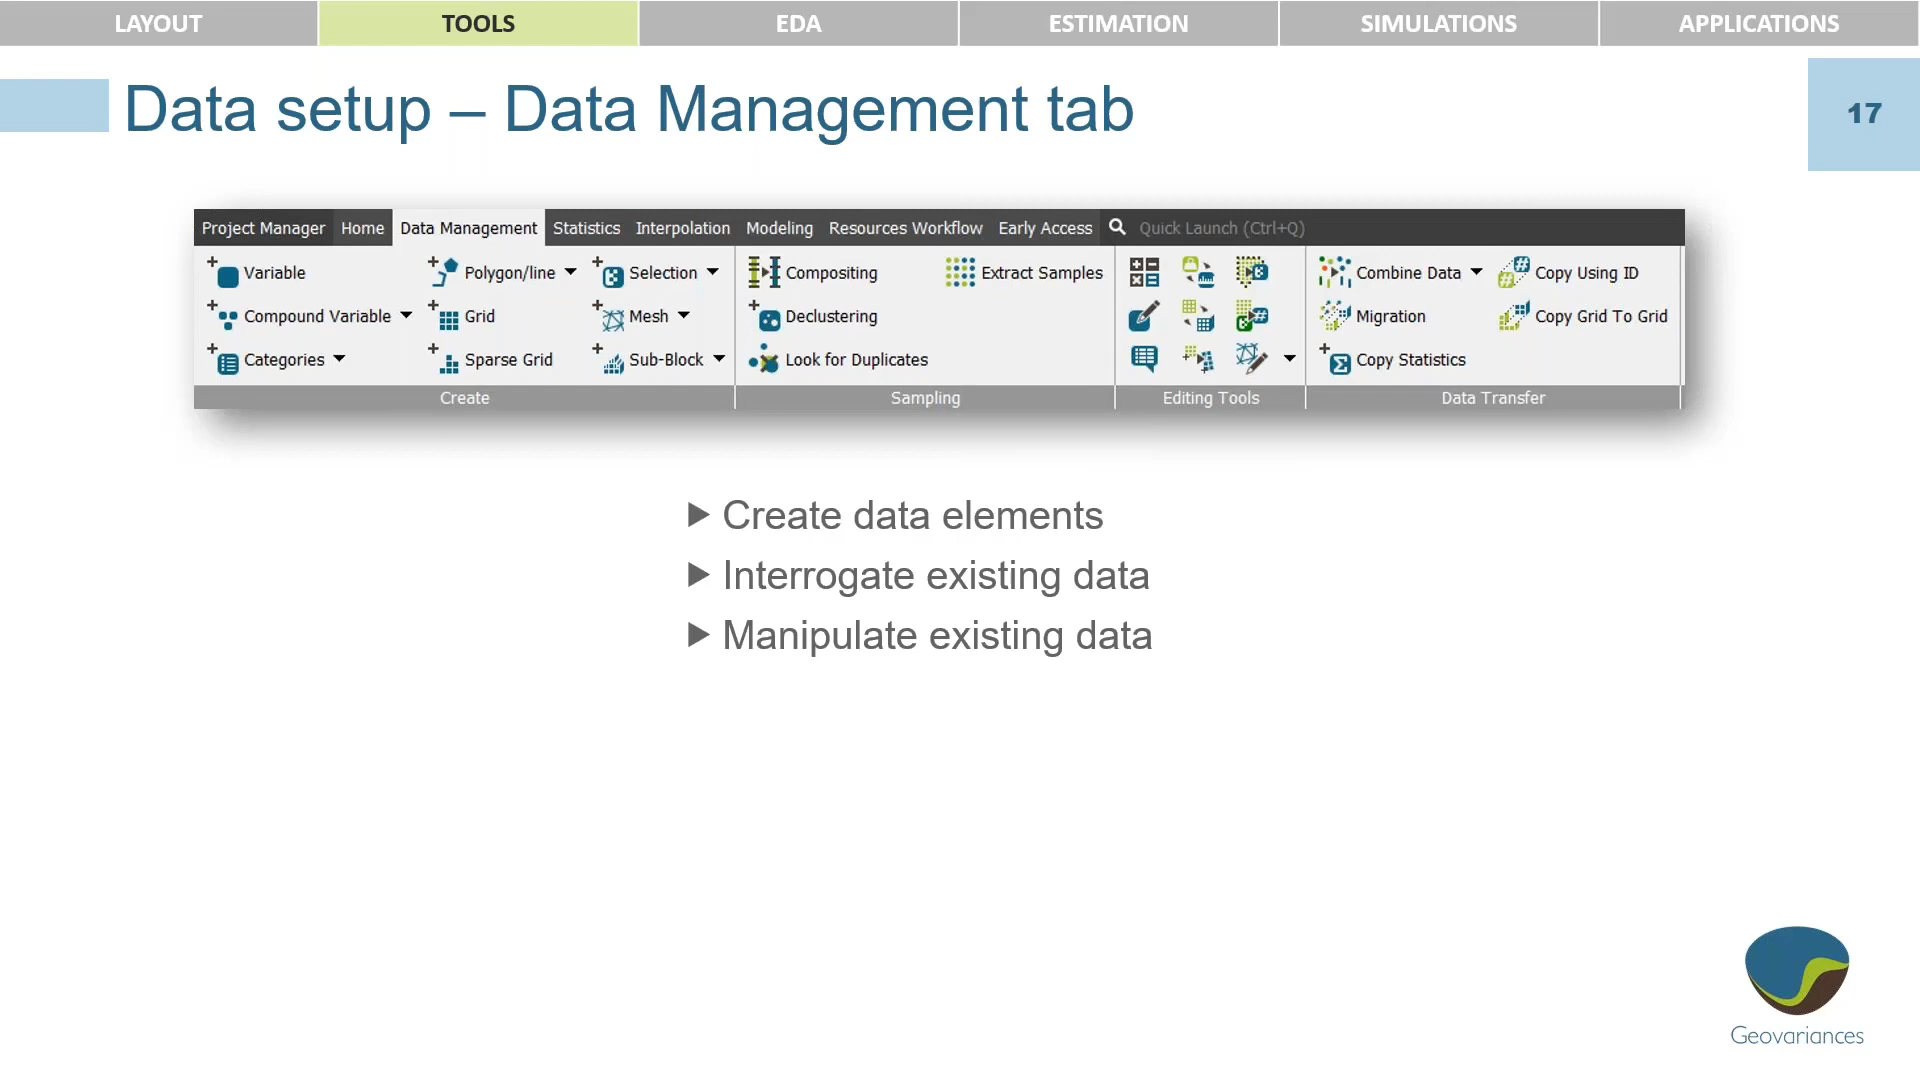 LAYOUT TOOLS EDA ESTIMATION SIMULATIONS APPLICATIONS
Data setup – Data Management tab
17
Project Manager Home Data Management Statistics Interpolation Modeling Resources Workflow Early Access Quick Launch (Ctrl+Q)
Variable Polygon/line Selection Compositing Extract Samples Combine Data Copy Using ID
Compound Variable Grid Mesh Declustering Migration Copy Grid To Grid
Categories Sparse Grid Sub-Block Look for Duplicates Copy Statistics
Create Sampling Editing Tools Data Transfer
Create data elements
Interrogate existing data
Manipulate existing data
Geovariances